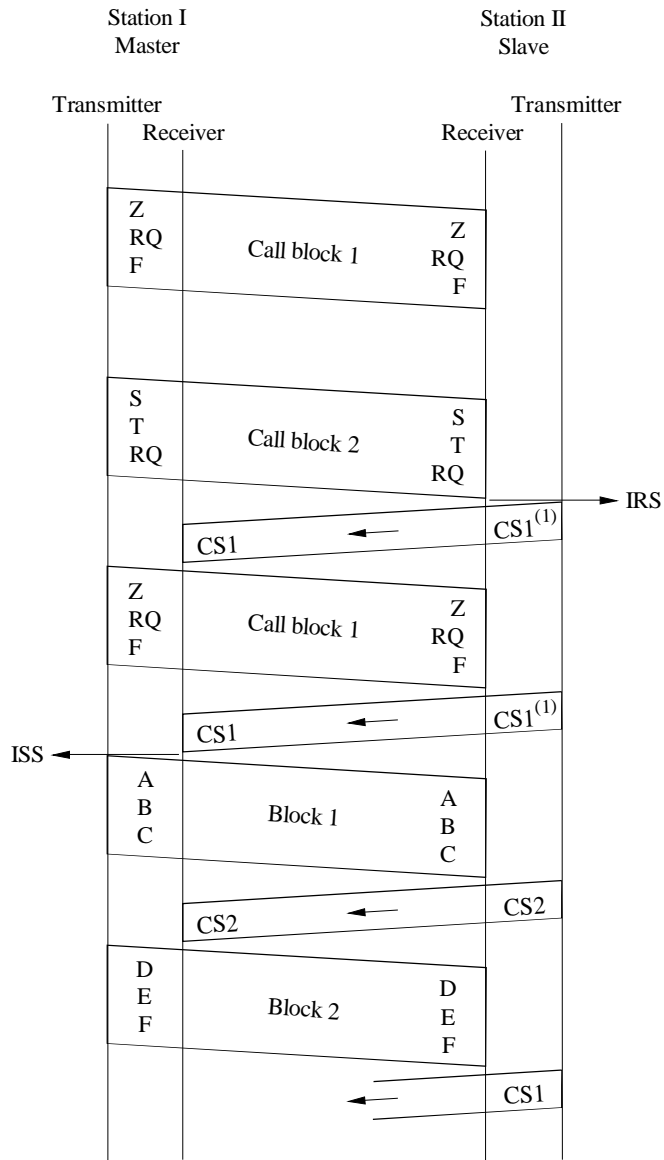 Station I
Master
Station II
Slave
Transmitter
Receiver
Receiver
Transmitter
Z
RQ
F
Call block 1
Z
RQ
F
S
T
RQ
Call block 2
S
T
RQ
IRS
CS1
CS1(1)
Z
RQ
F
Call block 1
Z
RQ
F
CS1
CS1(1)
ISS
A
B
C
Block 1
A
B
C
CS2
CS2
D
E
F
Block 2
D
E
F
CS1